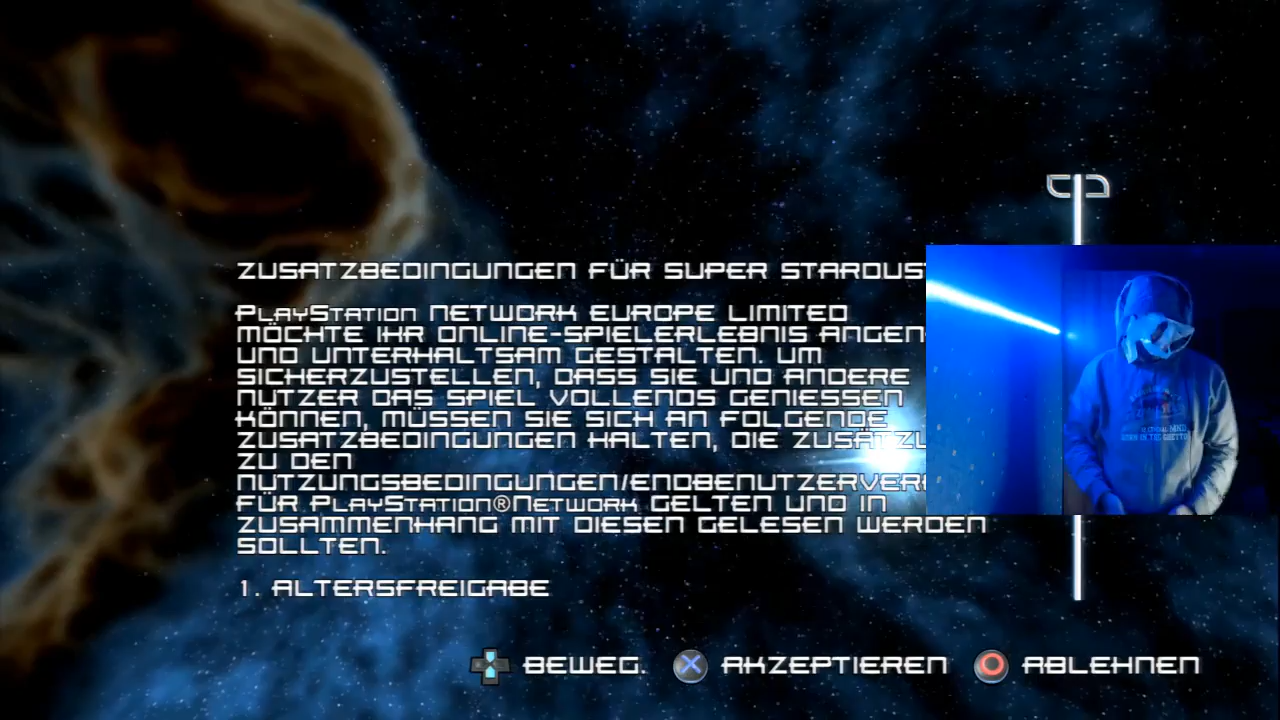 ZUSATZBEDINGUNGEN FÜR SUPER STARDUST
PlayStation NETWORK EUROPE LIMITED
MÖCHTE IHR ONLINE-SPIELERLEBNIS ANGEN
UND UNTERHALTSAM GESTALTEN. UM
SICHERZUSTELLEN, DASS SIE UND ANDERE
NUTZER DAS SPIEL VOLLENDS GENIESSEN
KÖNNEN, MÜSSEN SIE SICH AN FOLGENDE
ZUSATZBEDINGUNGEN HALTEN, DIE ZUSÄTZL
ZU DEN
NUTZUNGSBEDINGUNGEN/ENDBENUTZERVER
FÜR PlayStation®Network GELTEN UND IN
ZUSAMMENHANG MIT DIESEN GELESEN WERDEN
SOLLTEN.
1. ALTERSFREIGABE
BEWEG. AKZEPTIEREN ABLEHNEN